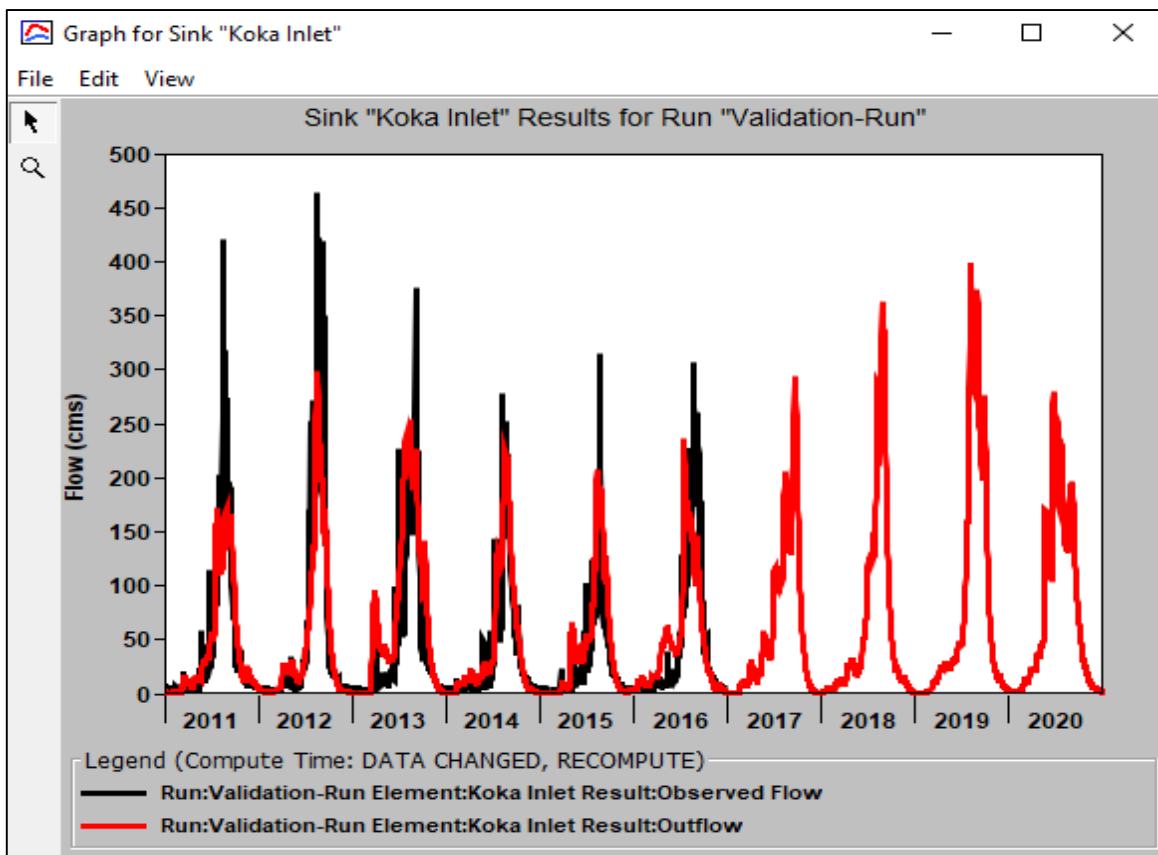 Graph for Sink "Koka Inlet"
File Edit View
Sink "Koka Inlet" Results for Run "Validation-Run"
500
450
400
350
300
250
200
150
100
50
0
Flow (cms)
2011 2012 2013 2014 2015 2016 2017 2018 2019 2020
Legend (Compute Time: DATA CHANGED, RECOMPUTE)
Run:Validation-Run Element:Koka Inlet Result:Observed Flow
Run:Validation-Run Element:Koka Inlet Result:Outflow